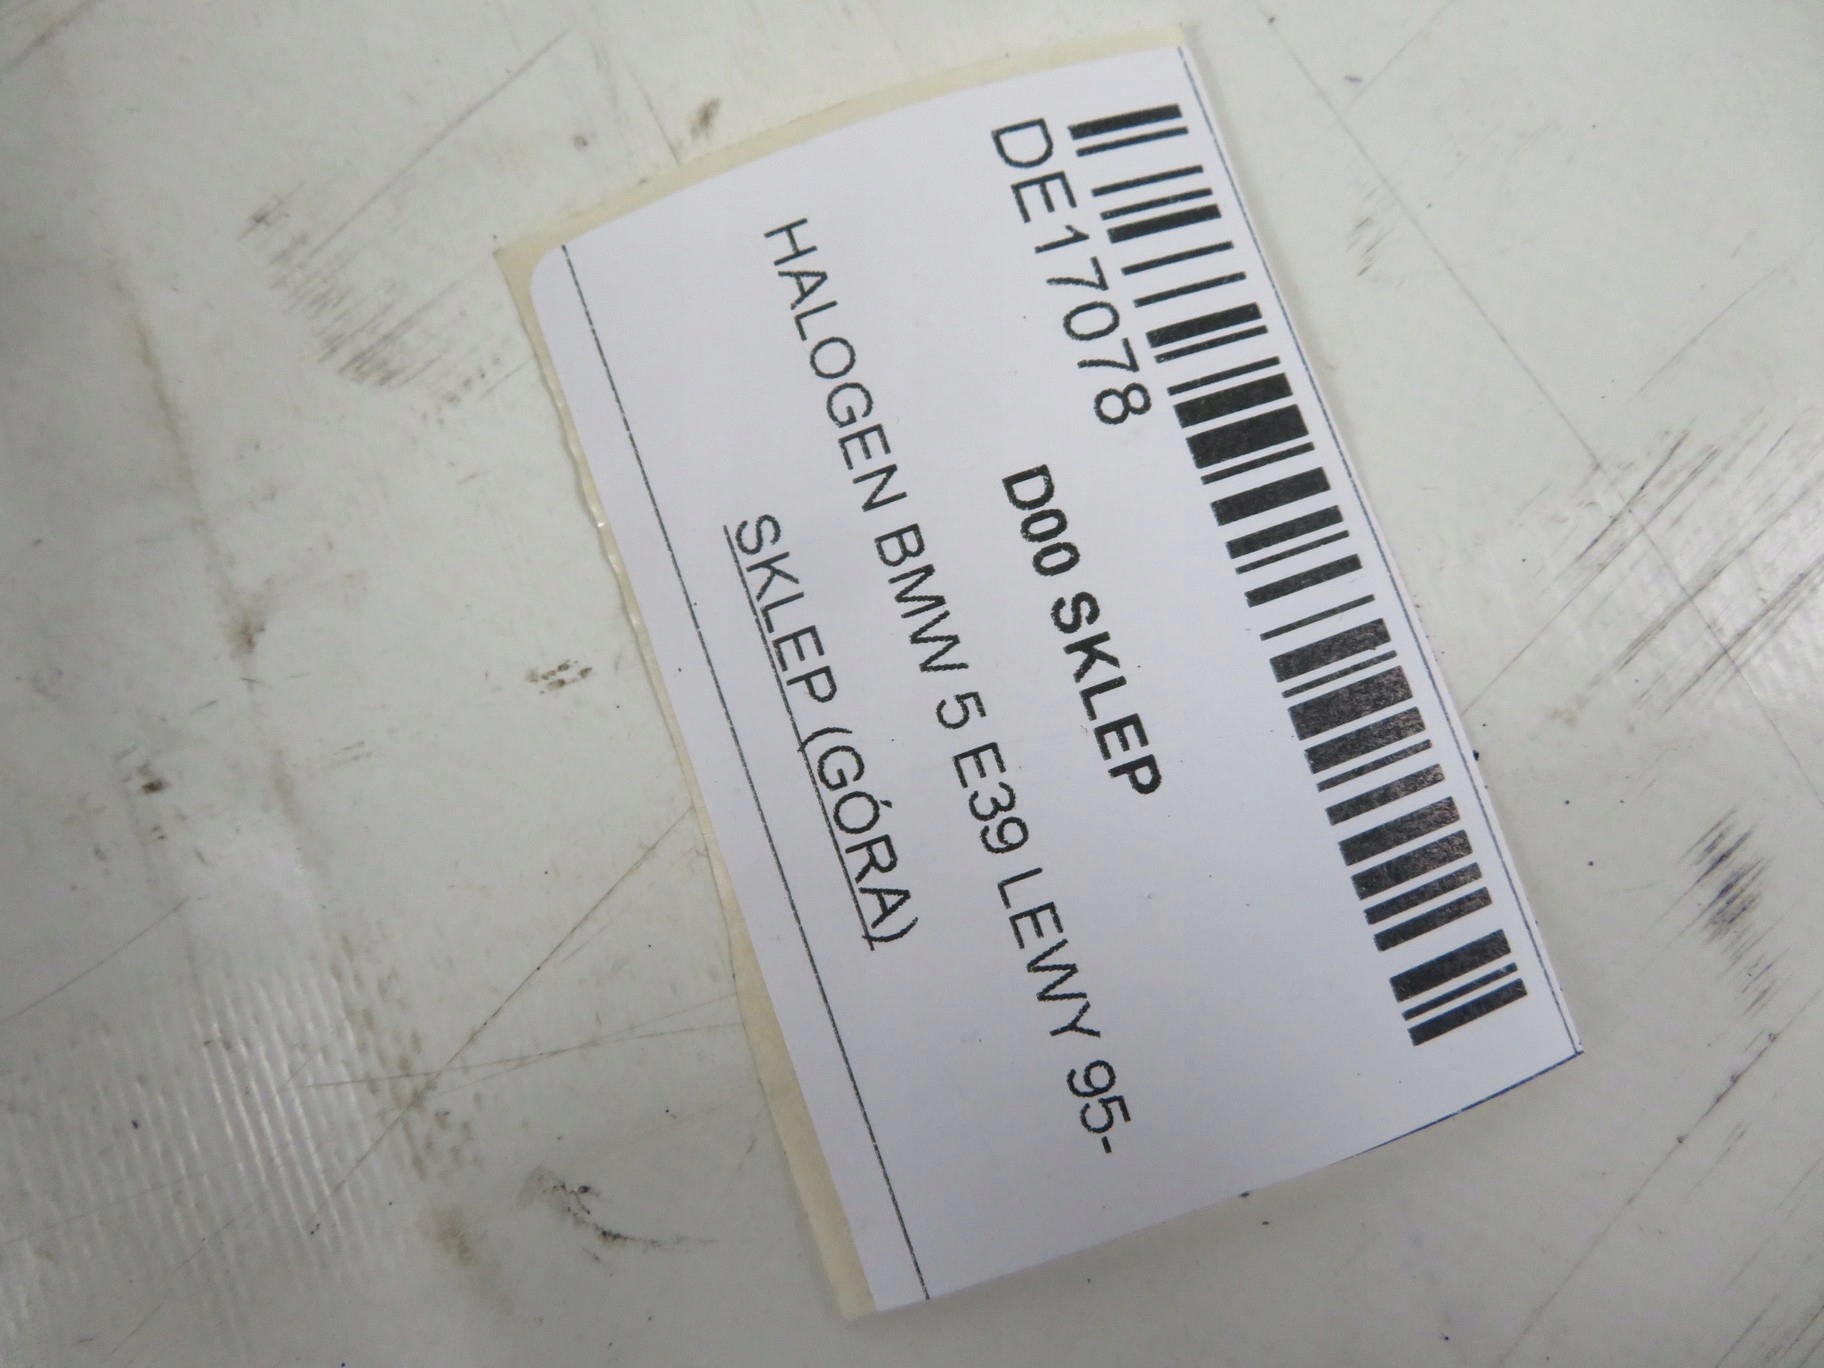 DE17078
D00 SKLEP
HALOGEN BMW 5 E39 LEWY 95-
SKLEP (GÓRA)